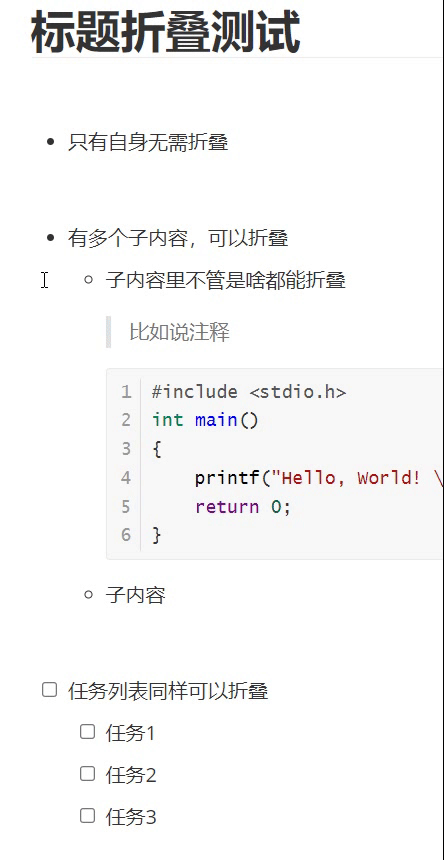 标题折叠测试
只有自身无需折叠
有多个子内容，可以折叠
子内容里不管是啥都能折叠
比如说注释
1 #include <stdio.h>
2 int main()
3 {
4     printf("Hello, World! \
5     return 0;
6 }
子内容
任务列表同样可以折叠
任务1
任务2
任务3